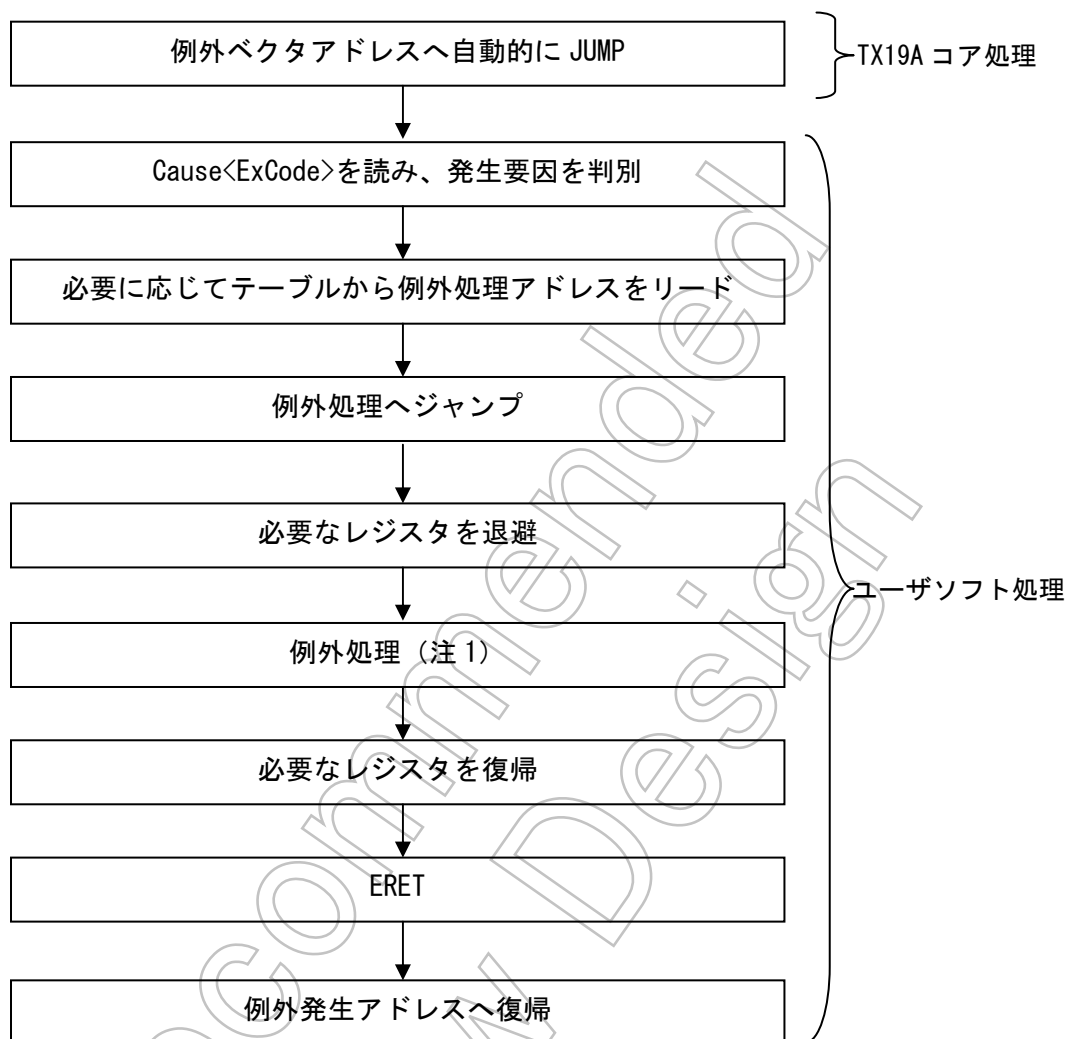 例外ベクタアドレスへ自動的に JUMP
TX19A コア処理
Cause<ExCode>を読み、発生要因を判別
必要に応じてテーブルから例外処理アドレスをリード
例外処理へジャンプ
必要なレジスタを退避
ユーザソフト処理
例外処理（注 1）
必要なレジスタを復帰
ERET
例外発生アドレスへ復帰
commended
w Design